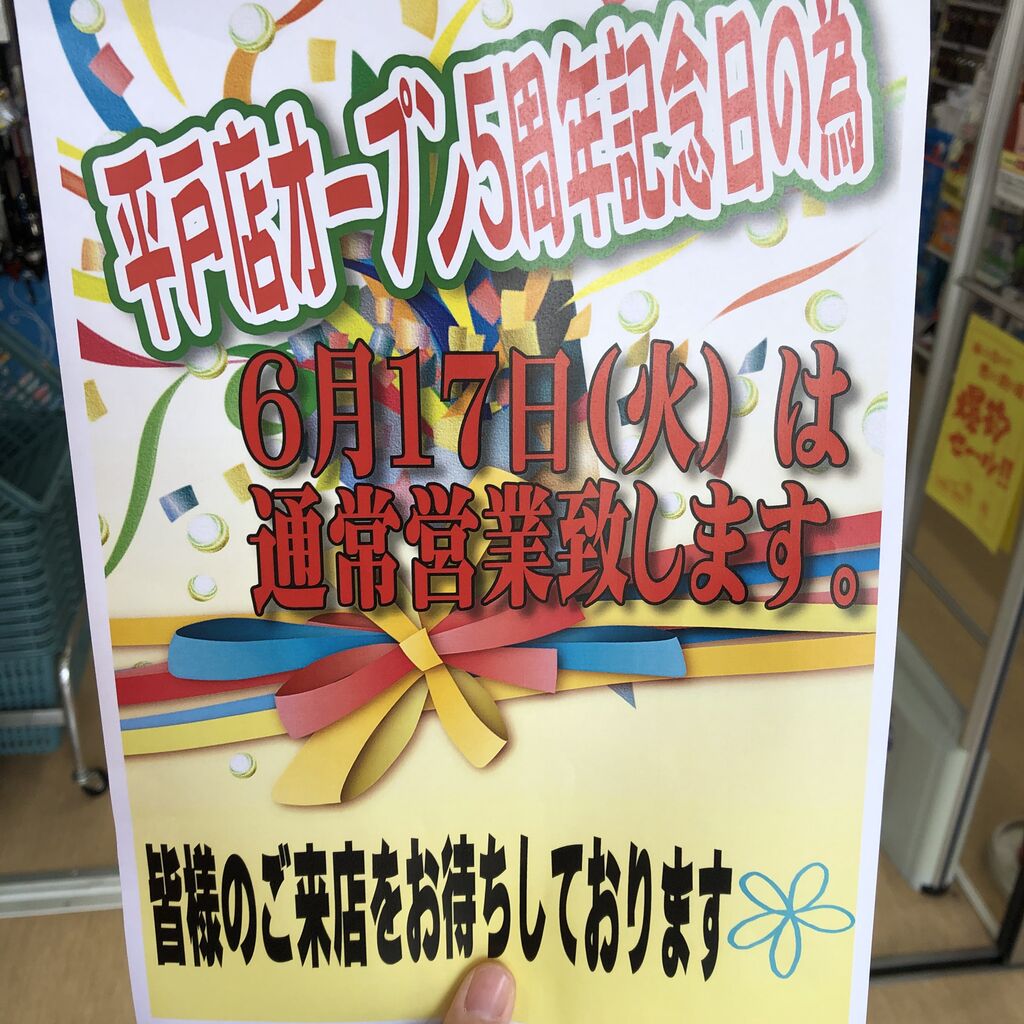 平戸店オープン5周年記念日の為
6月17日(火)は
通常営業致します。
皆様のご来店をお待ちしております